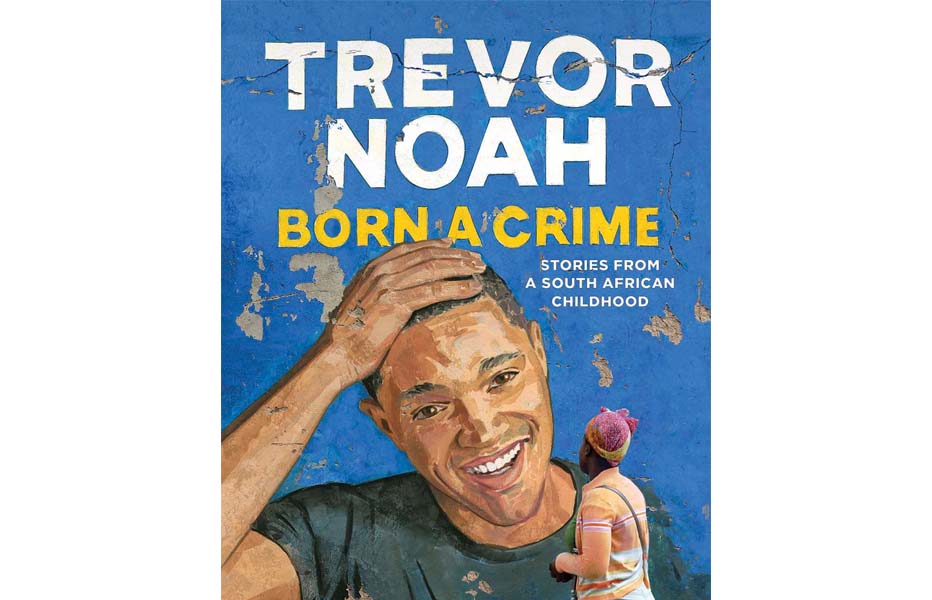 TREVOR
NOAH
BORN A CRIME
STORIES FROM
A SOUTH AFRICAN
CHILDHOOD